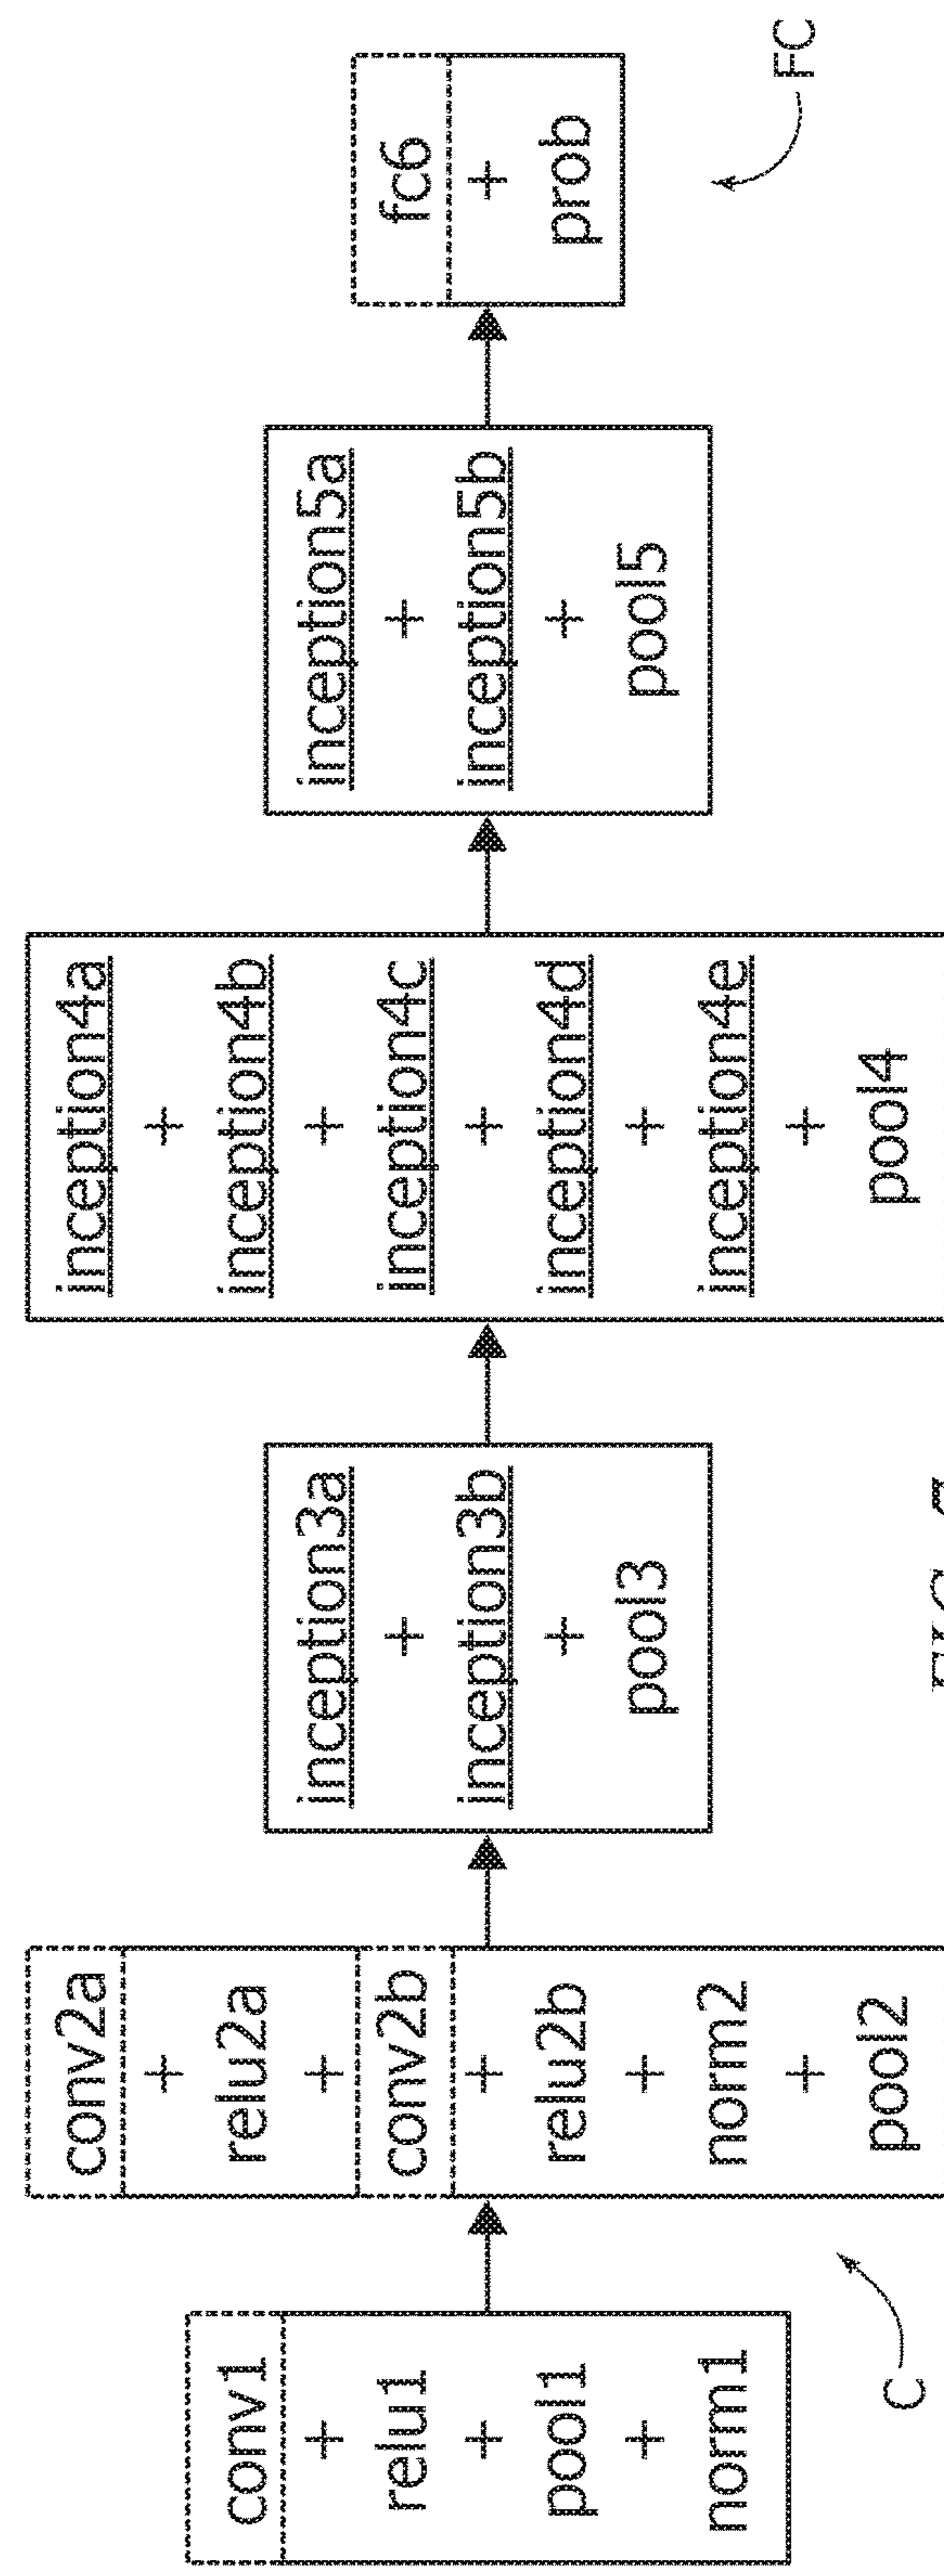 conv1
+
relu1
+
pool1
+
norm1
conv2a
+
relu2a
+
conv2b
+
relu2b
+
norm2
+
pool2
C
inception3a
+
inception3b
+
pool3
inception4a
+
inception4b
+
inception4c
+
inception4d
+
inception4e
+
pool4
inception5a
+
inception5b
+
pool5
fc6
+
prob
FC